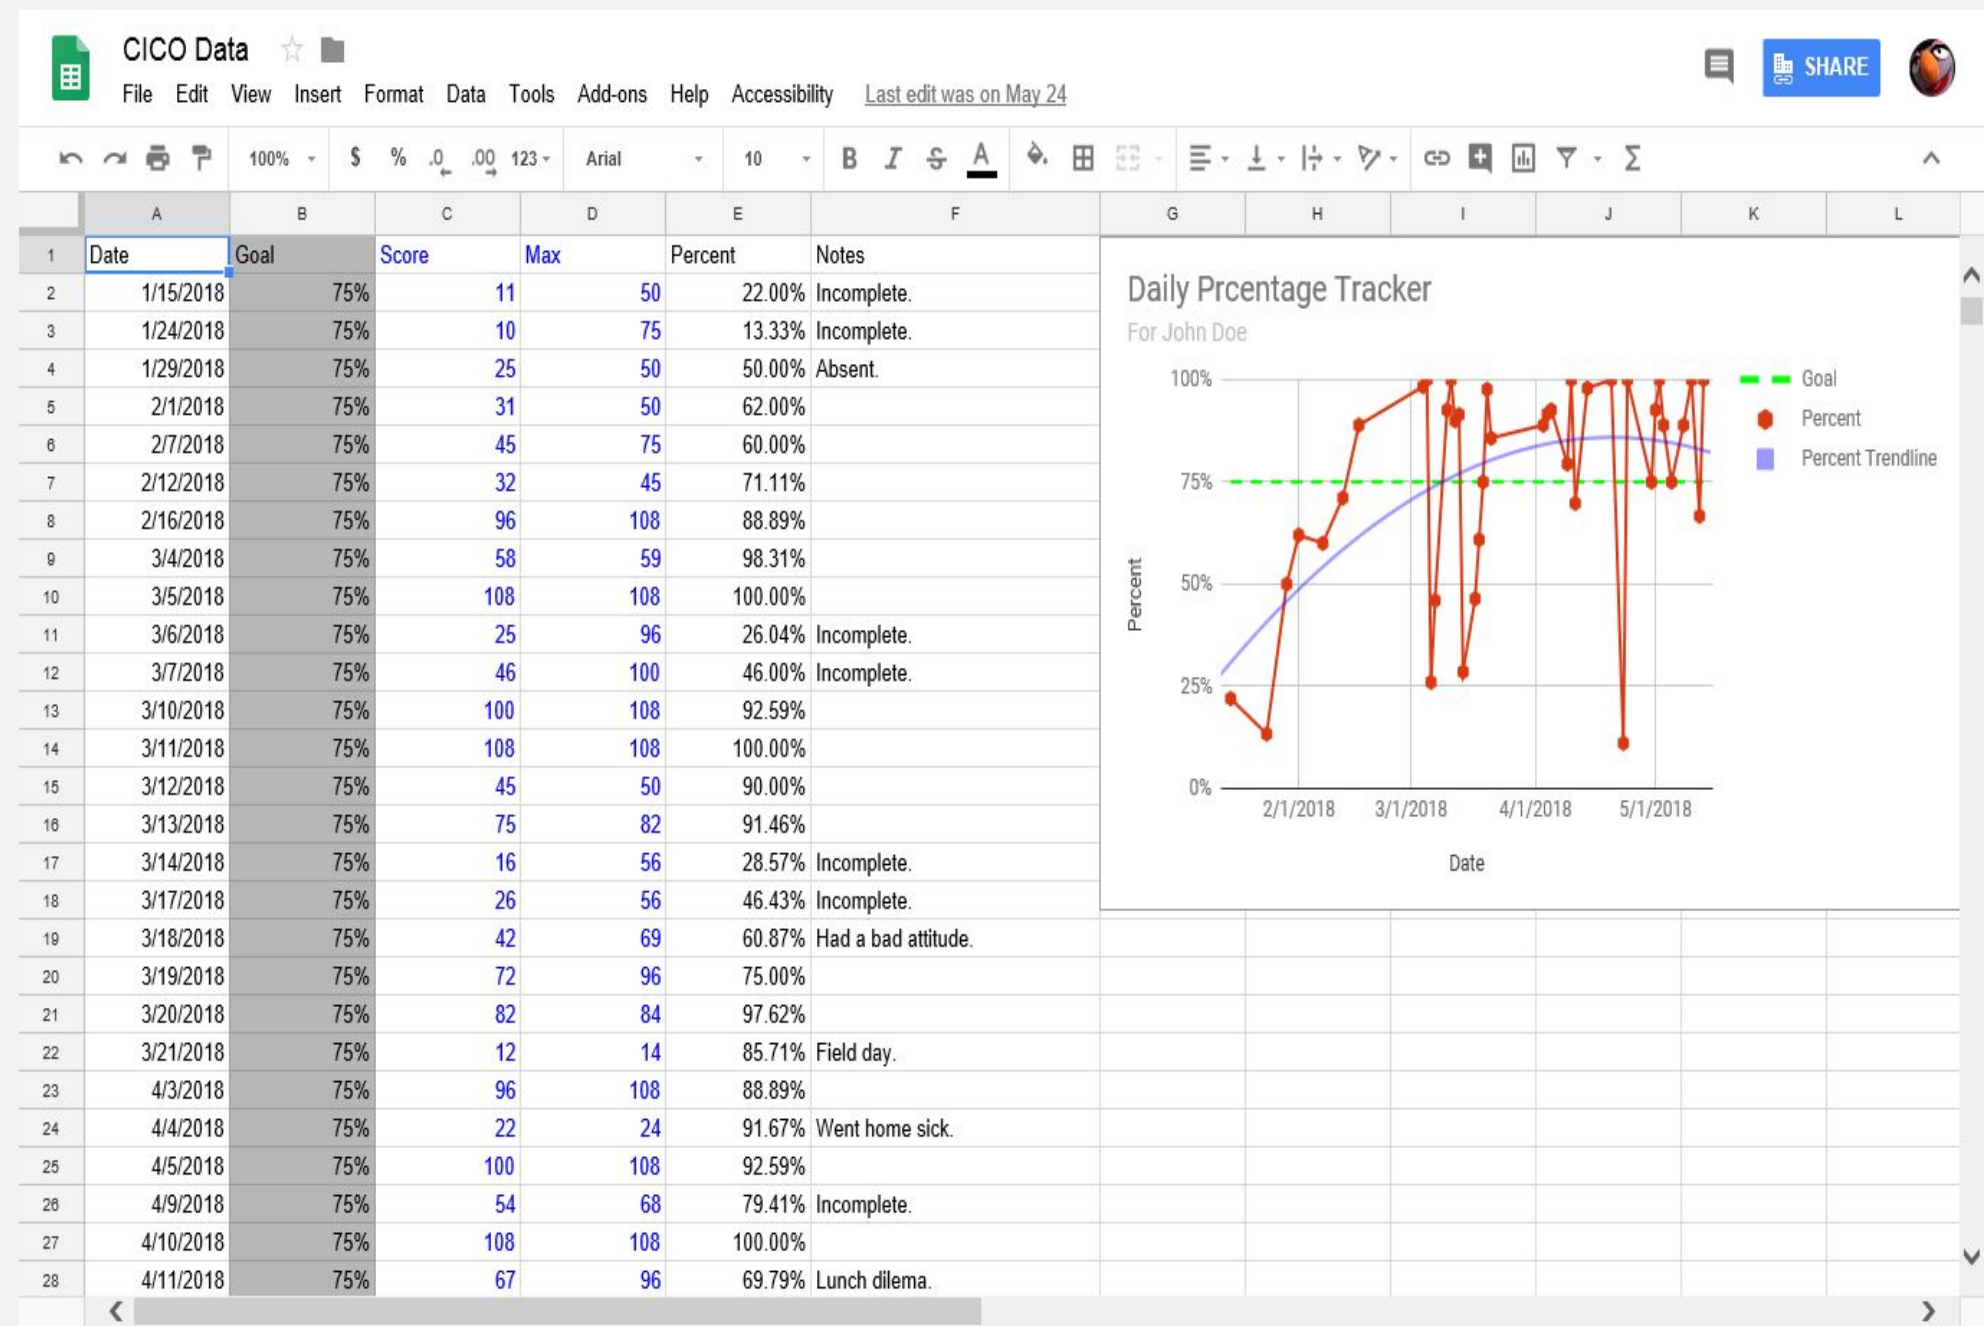 CICO Data
File Edit View Insert Format Data Tools Add-ons Help Accessibility Last edit was on May 24
SHARE
100% $ % .0 .00 123 Arial 10 B I S A Σ
A B C D E F G H I J K L
1 Date Goal Score Max Percent Notes
2 1/15/2018 75% 11 50 22.00% Incomplete.
3 1/24/2018 75% 10 75 13.33% Incomplete.
4 1/29/2018 75% 25 50 50.00% Absent.
5 2/1/2018 75% 31 50 62.00%
6 2/7/2018 75% 45 75 60.00%
7 2/12/2018 75% 32 45 71.11%
8 2/16/2018 75% 96 108 88.89%
9 3/4/2018 75% 58 59 98.31%
10 3/5/2018 75% 108 108 100.00%
11 3/6/2018 75% 25 96 26.04% Incomplete.
12 3/7/2018 75% 46 100 46.00% Incomplete.
13 3/10/2018 75% 100 108 92.59%
14 3/11/2018 75% 108 108 100.00%
15 3/12/2018 75% 45 50 90.00%
16 3/13/2018 75% 75 82 91.46%
17 3/14/2018 75% 16 56 28.57% Incomplete.
18 3/17/2018 75% 26 56 46.43% Incomplete.
19 3/18/2018 75% 42 69 60.87% Had a bad attitude.
20 3/19/2018 75% 72 96 75.00%
21 3/20/2018 75% 82 84 97.62%
22 3/21/2018 75% 12 14 85.71% Field day.
23 4/3/2018 75% 96 108 88.89%
24 4/4/2018 75% 22 24 91.67% Went home sick.
25 4/5/2018 75% 100 108 92.59%
26 4/9/2018 75% 54 68 79.41% Incomplete.
27 4/10/2018 75% 108 108 100.00%
28 4/11/2018 75% 67 96 69.79% Lunch dilema.
Daily Prcentage Tracker
For John Doe
100%
75%
50%
25%
0%
Percent
2/1/2018 3/1/2018 4/1/2018 5/1/2018
Date
Goal
Percent
Percent Trendline